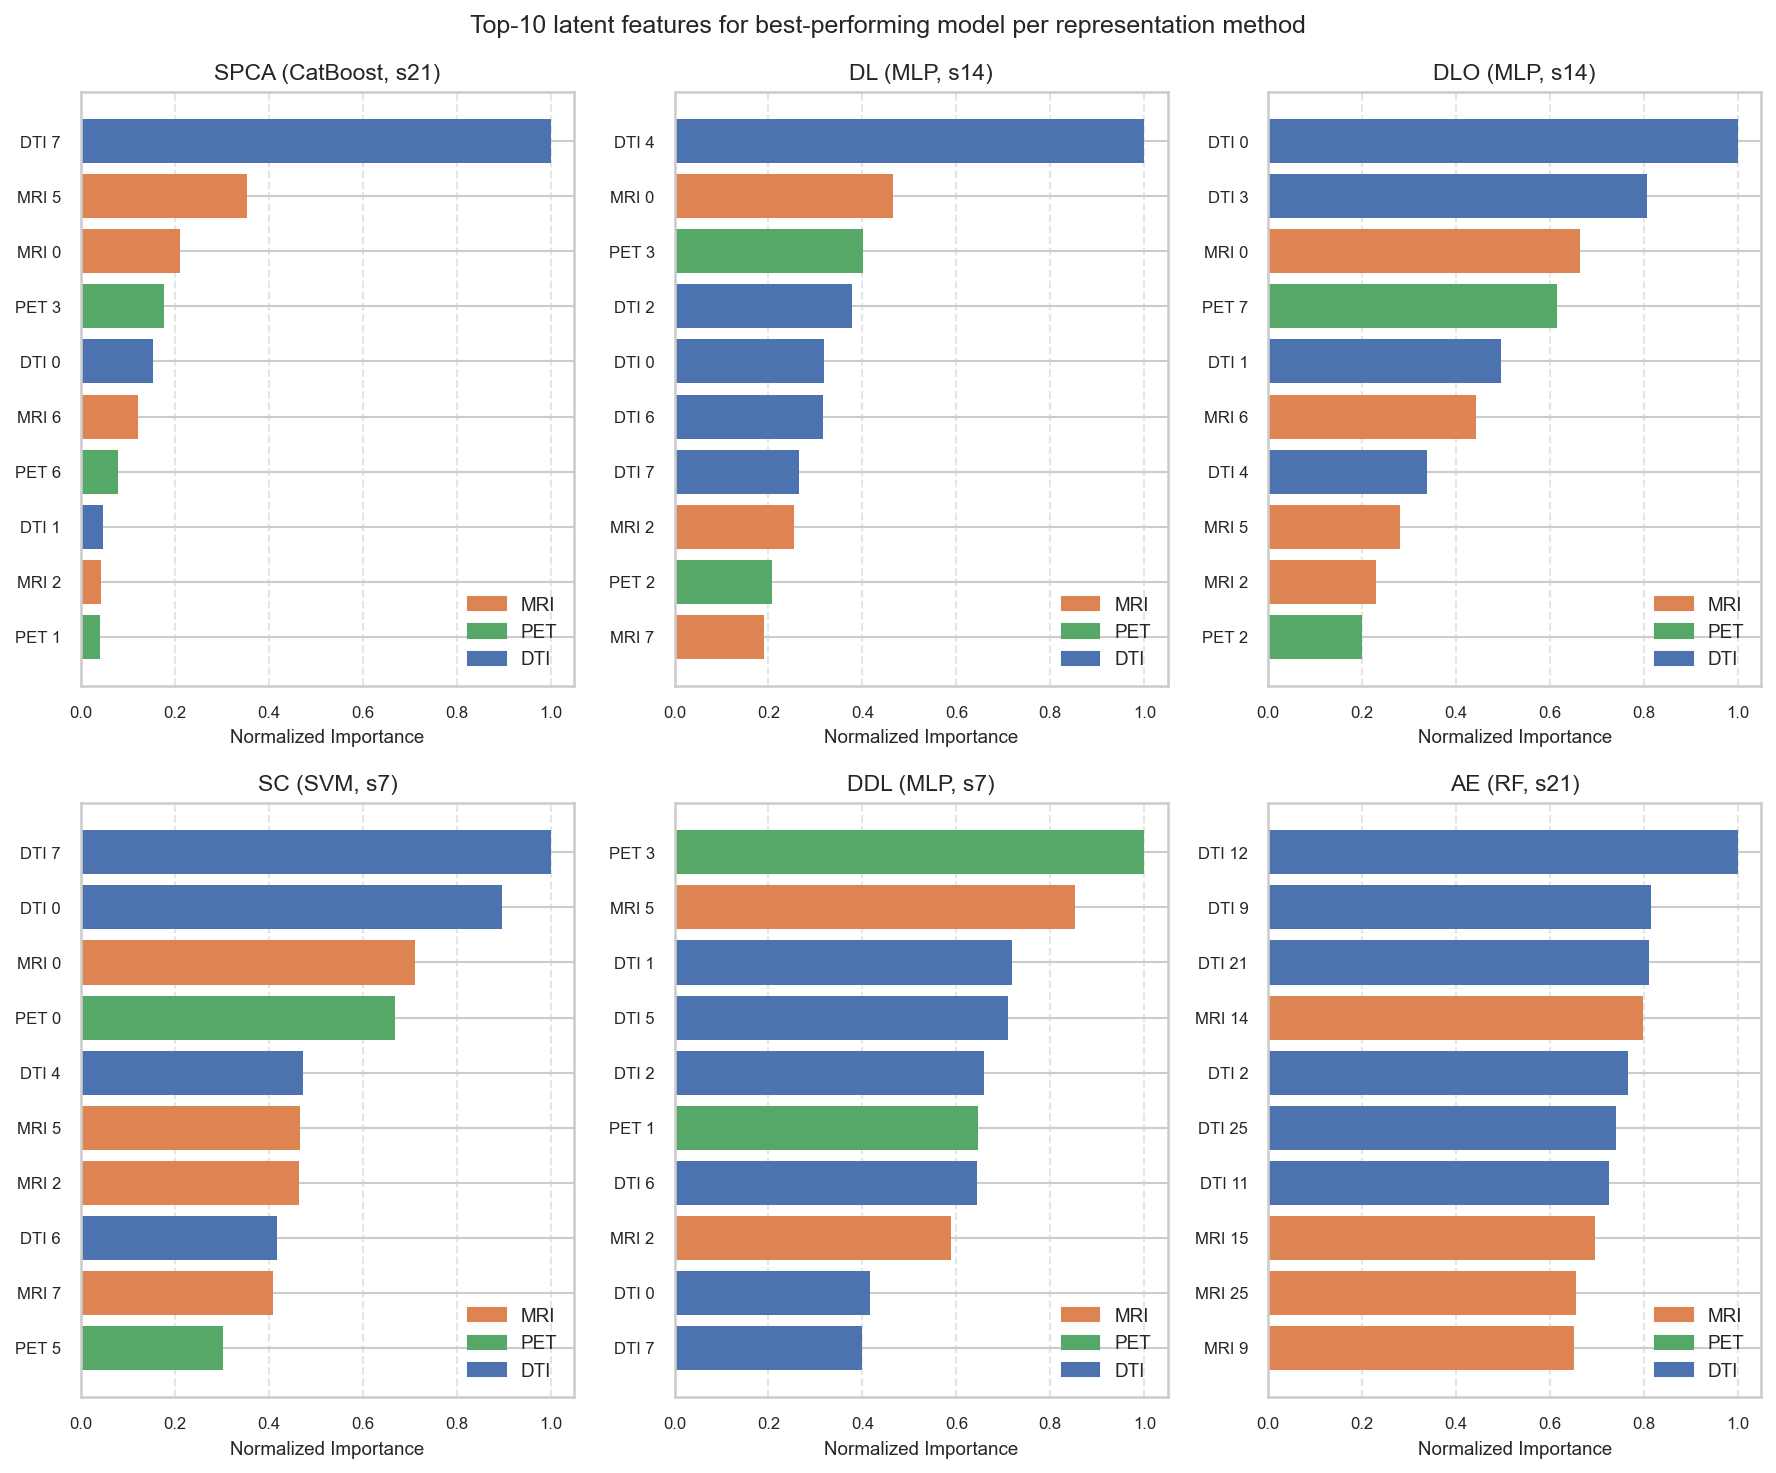 Top-10 latent features for best-performing model per representation method
SPCA (CatBoost, s21)
DTI 7
MRI 5
MRI 0
PET 3
DTI 0
MRI 6
PET 6
DTI 1
MRI 2
PET 1
MRI
PET
DTI
0.0 0.2 0.4 0.6 0.8 1.0
Normalized Importance
DL (MLP, s14)
DTI 4
MRI 0
PET 3
DTI 2
DTI 0
DTI 6
DTI 7
MRI 2
PET 2
MRI 7
MRI
PET
DTI
0.0 0.2 0.4 0.6 0.8 1.0
Normalized Importance
DLO (MLP, s14)
DTI 0
DTI 3
MRI 0
PET 7
DTI 1
MRI 6
DTI 4
MRI 5
MRI 2
PET 2
MRI
PET
DTI
0.0 0.2 0.4 0.6 0.8 1.0
Normalized Importance
SC (SVM, s7)
DTI 7
DTI 0
MRI 0
PET 0
DTI 4
MRI 5
MRI 2
DTI 6
MRI 7
PET 5
MRI
PET
DTI
0.0 0.2 0.4 0.6 0.8 1.0
Normalized Importance
DDL (MLP, s7)
PET 3
MRI 5
DTI 1
DTI 5
DTI 2
PET 1
DTI 6
MRI 2
DTI 0
DTI 7
MRI
PET
DTI
0.0 0.2 0.4 0.6 0.8 1.0
Normalized Importance
AE (RF, s21)
DTI 12
DTI 9
DTI 21
MRI 14
DTI 2
DTI 25
DTI 11
MRI 15
MRI 25
MRI 9
MRI
PET
DTI
0.0 0.2 0.4 0.6 0.8 1.0
Normalized Importance